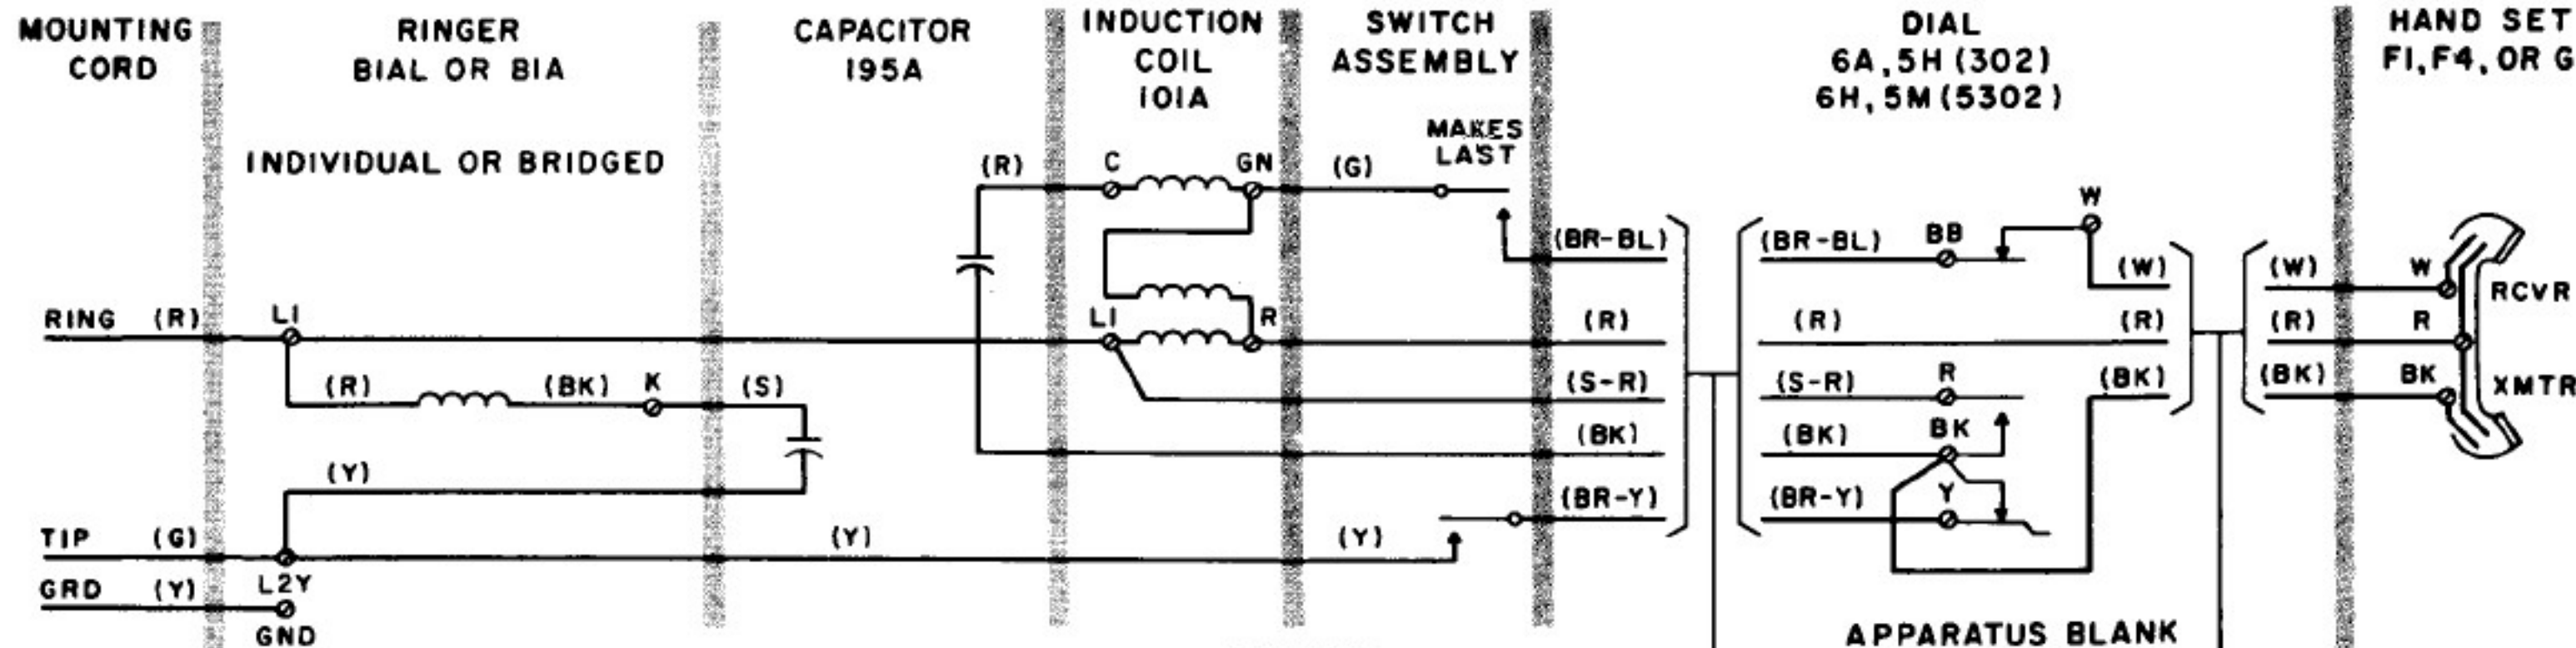 MOUNTING
CORD
RINGER
B1AL OR B1A
INDIVIDUAL OR BRIDGED
CAPACITOR
195A
INDUCTION
COIL
101A
SWITCH
ASSEMBLY
MAKES
LAST
DIAL
6A, 5H (302)
6H, 5M (5302)
HAND SET
F1, F4, OR G
(R) C GN (G)
W
(BR-BL) (BR-BL) BB
(W) (W) W
RCVR
RING (R) L1 L1 R (R) (R) (R) (R) R
(R) (BK) K (S) (S-R) (S-R) R (BK) (BK) BK
XMTR
(BK) (BK) BK
(Y) (BR-Y) (BR-Y) Y
TIP (G) (Y) (Y)
L2Y
GRD (Y)
GND
APPARATUS BLANK